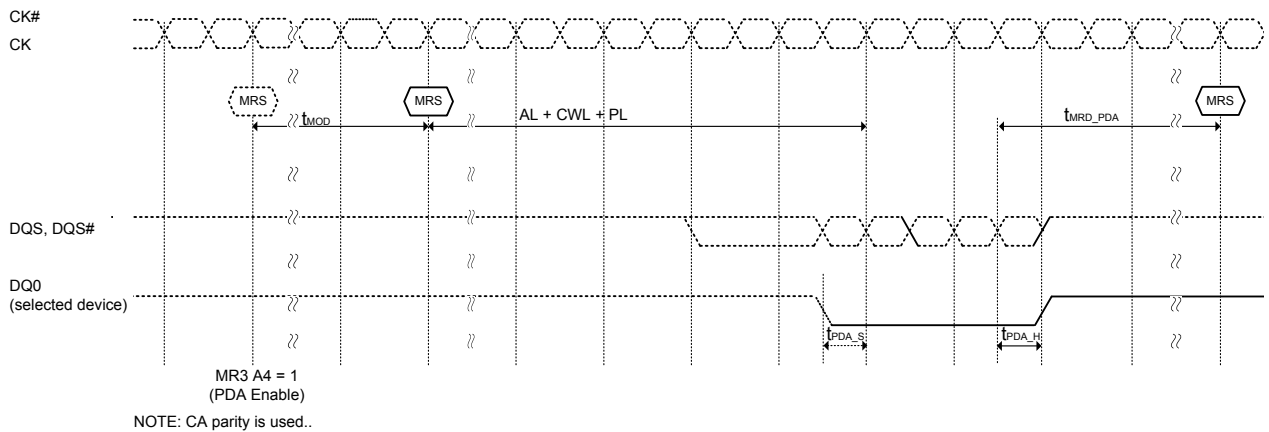 CK#
CK
MRS MRS MRS
tMOD AL + CWL + PL tMRD_PDA
DQS, DQS#
DQ0
(selected device)
tPDA_S tPDA_H
MR3 A4 = 1
(PDA Enable)
NOTE: CA parity is used..